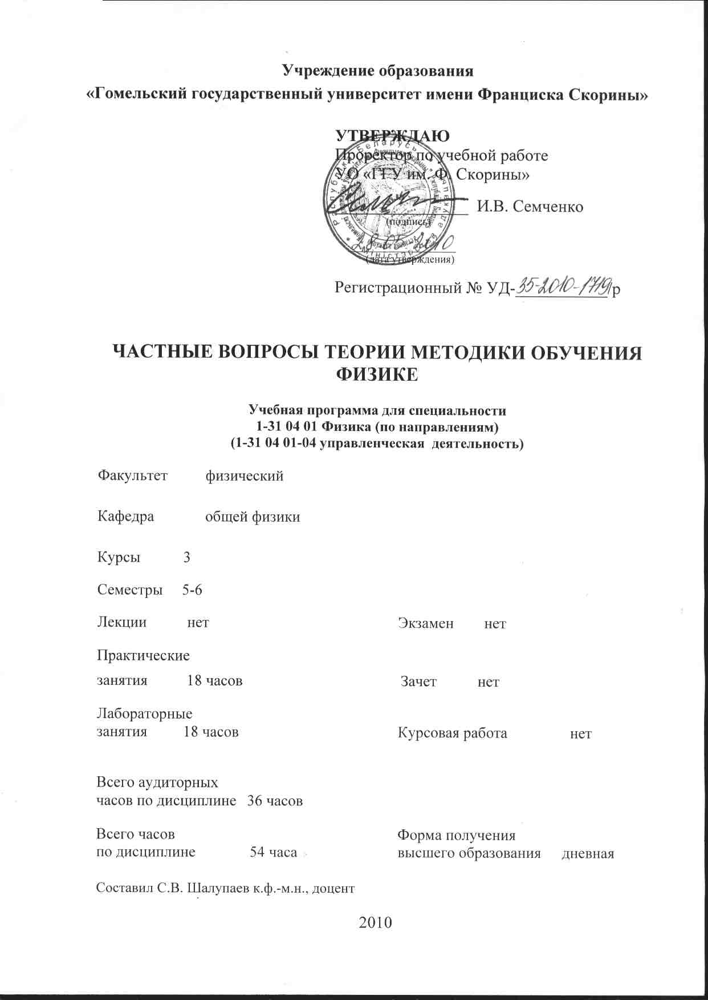 Учреждение образования
«Гомельский государственный университет имени Франциска Скорины»
УТВЕРЖДАЮ
Проректор по учебной работе
УО «ГГУ им. Ф. Скорины»
И.В. Семченко
(подпись)
28 05 2010
(дата утверждения)
Регистрационный № УД-35-2010-1719/р
ЧАСТНЫЕ ВОПРОСЫ ТЕОРИИ МЕТОДИКИ ОБУЧЕНИЯ
ФИЗИКЕ
Учебная программа для специальности
1-31 04 01 Физика (по направлениям)
(1-31 04 01-04 управленческая деятельность)
Факультет физический
Кафедра общей физики
Курсы 3
Семестры 5-6
Лекции нет Экзамен нет
Практические
занятия 18 часов Зачет нет
Лабораторные
занятия 18 часов Курсовая работа нет
Всего аудиторных
часов по дисциплине 36 часов
Всего часов Форма получения
по дисциплине 54 часа высшего образования дневная
Составил С.В. Шалупаев к.ф.-м.н., доцент
2010